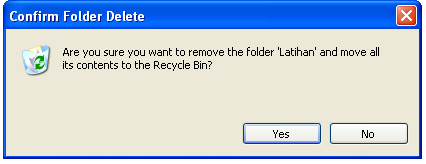 Confirm Folder Delete
Are you sure you want to remove the folder 'Latihan' and move all
its contents to the Recycle Bin?
Yes No